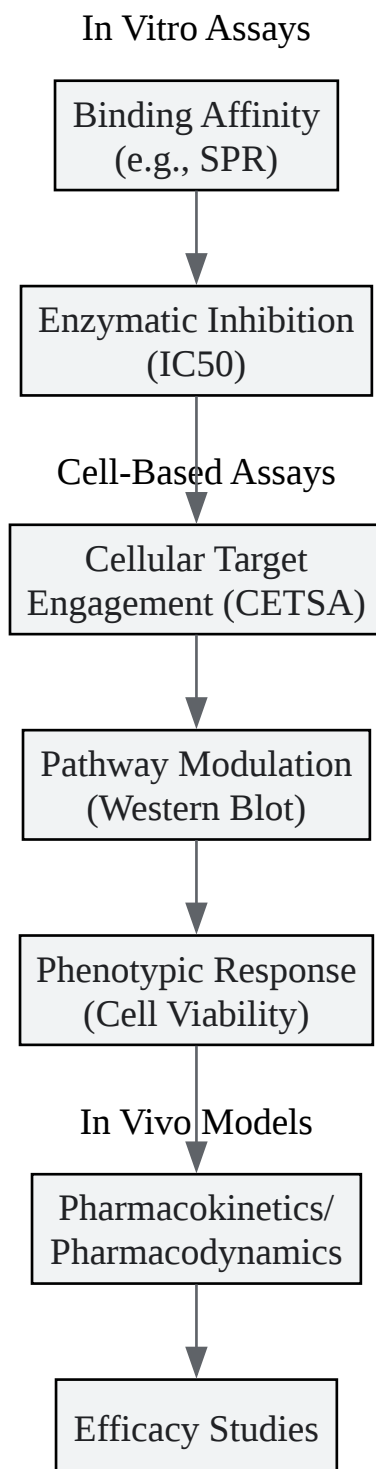 In Vitro Assays
Binding Affinity
(e.g., SPR)
Enzymatic Inhibition
(IC50)
Cell-Based Assays
Cellular Target
Engagement (CETSA)
Pathway Modulation
(Western Blot)
Phenotypic Response
(Cell Viability)
In Vivo Models
Pharmacokinetics/
Pharmacodynamics
Efficacy Studies